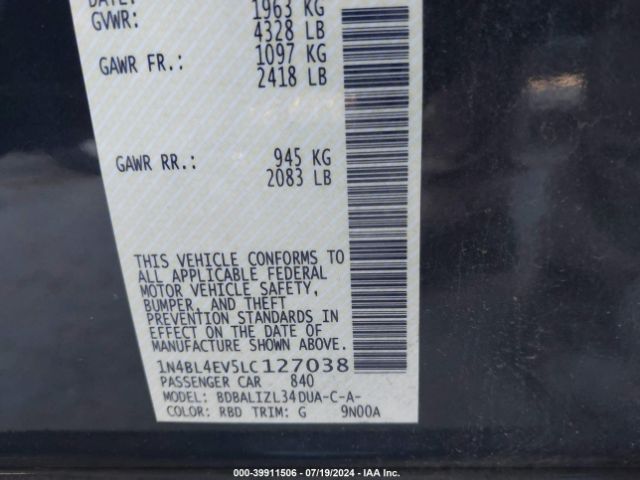 DATE:
GVWR: 1963 KG
4328 LB
GAWR FR.: 1097 KG
2418 LB
GAWR RR.: 945 KG
2083 LB
THIS VEHICLE CONFORMS TO
ALL APPLICABLE FEDERAL
MOTOR VEHICLE SAFETY,
BUMPER, AND THEFT
PREVENTION STANDARDS IN
EFFECT ON THE DATE OF
MANUFACTURE SHOWN ABOVE.
1N4BL4EV5LC127038
PASSENGER CAR 840
MODEL: BDBALIZL34DUA-C-A-
COLOR: RBD TRIM: G 9N00A
000-39911506 - 07/19/2024 - IAA Inc.